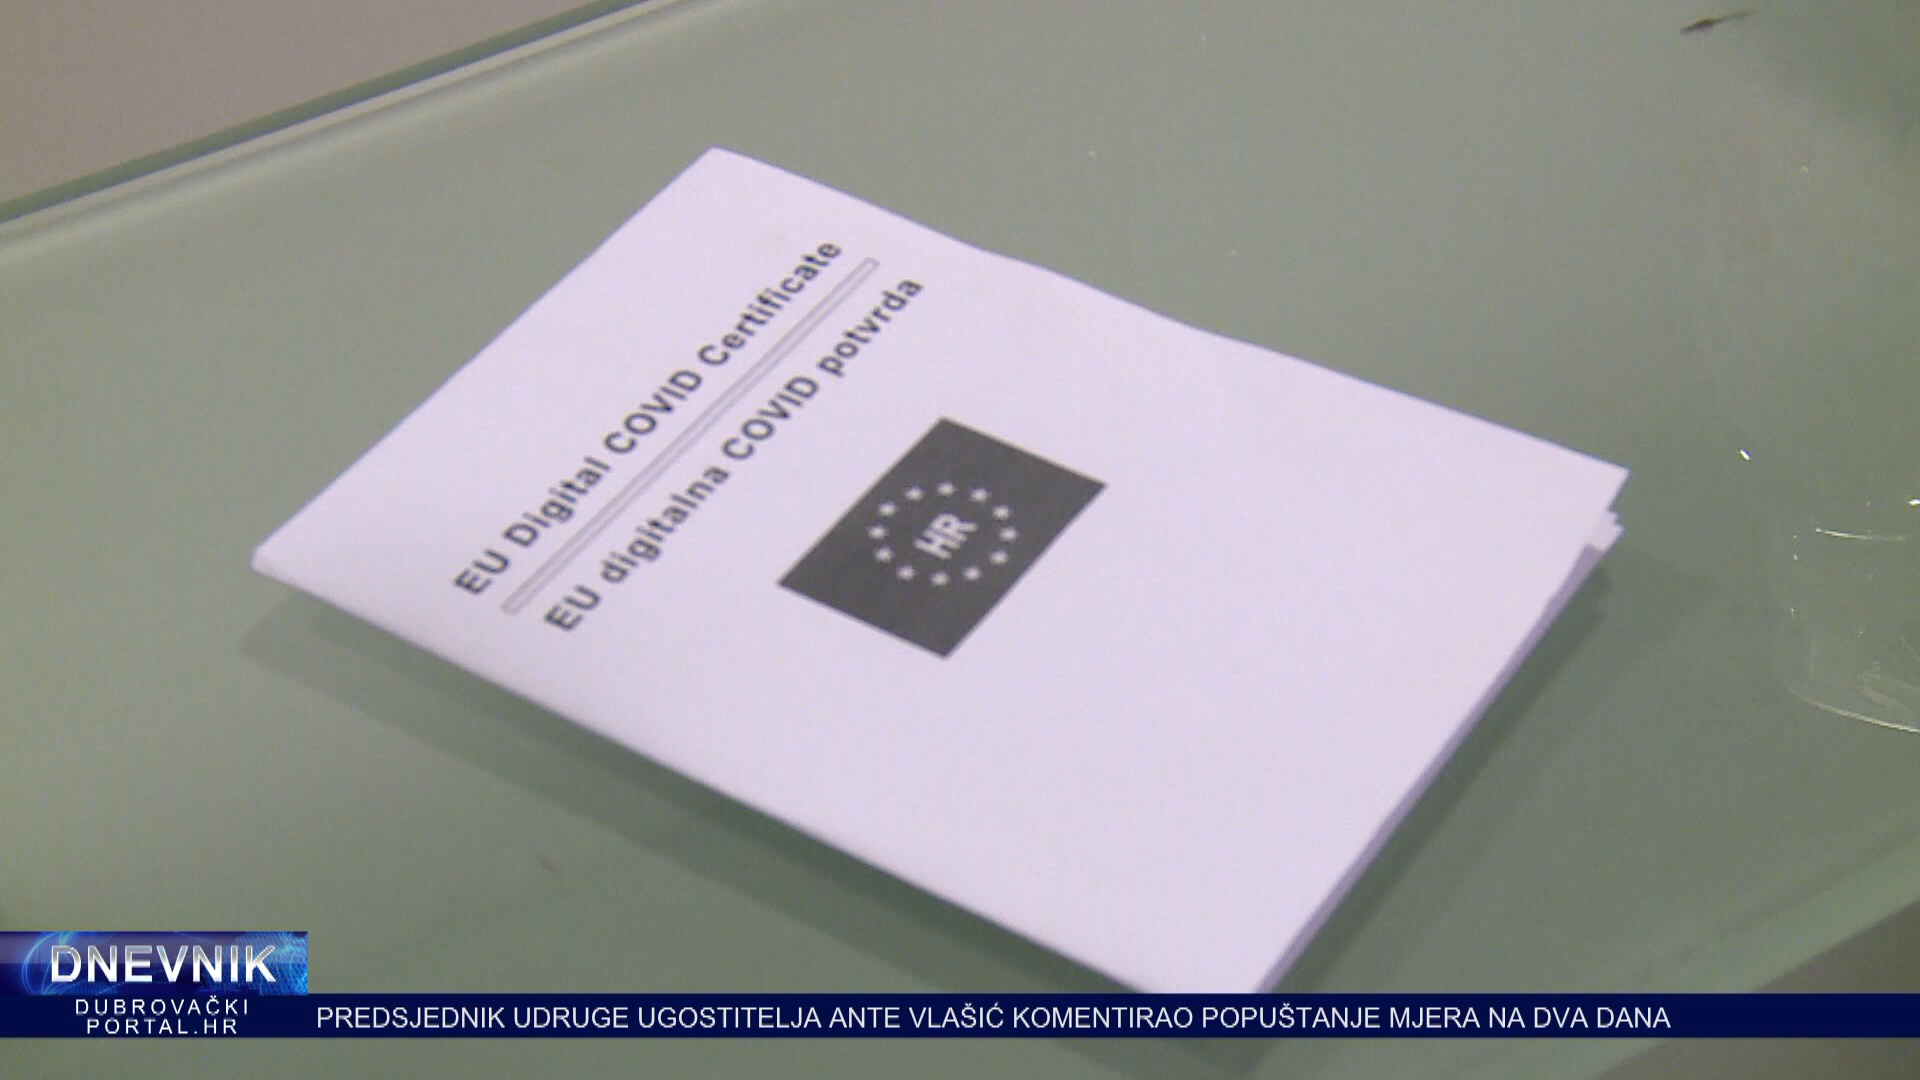 EU Digital COVID Certificate
EU digitalna COVID potvrda
HR
DNEVNIK
DUBROVAČKI
PORTAL.HR
PREDSJEDNIK UDRUGE UGOSTITELJA ANTE VLAŠIĆ KOMENTIRAO POPUŠTANJE MJERA NA DVA DANA